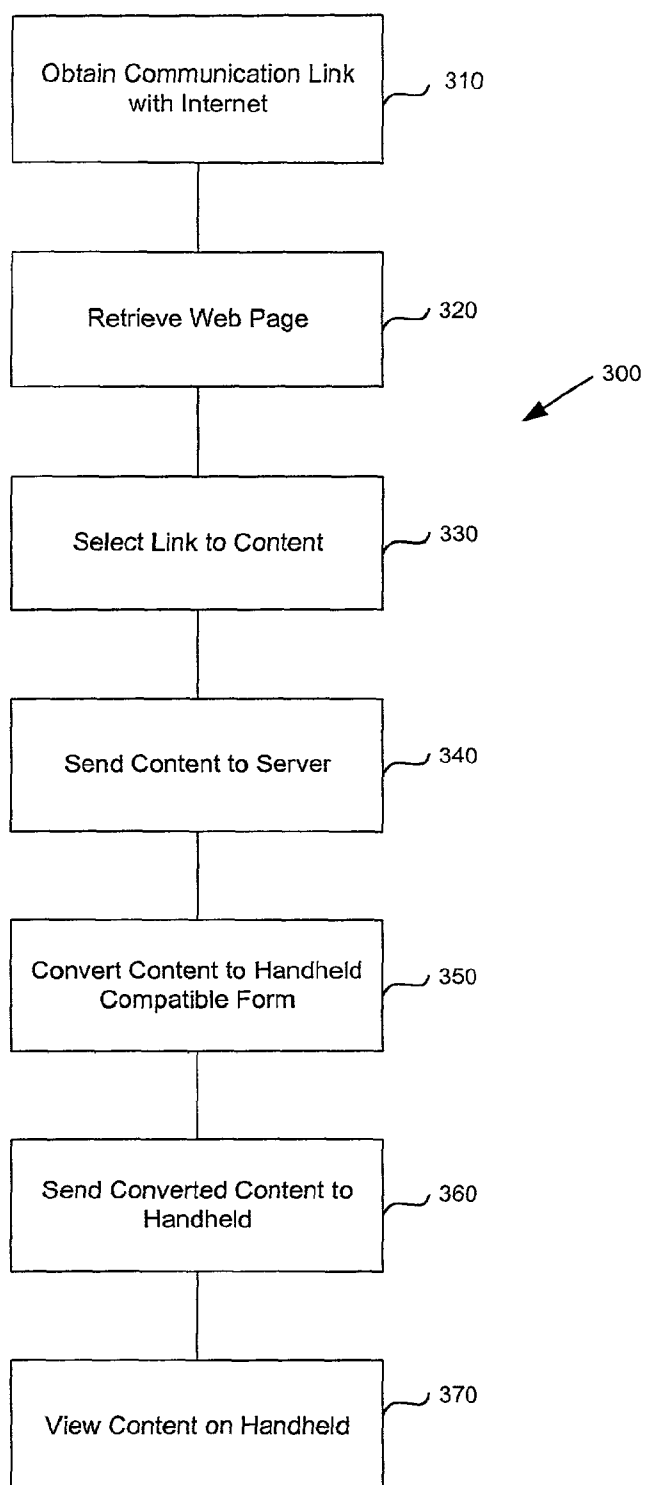 Obtain Communication Link
with Internet
310
Retrieve Web Page
320
300
Select Link to Content
330
Send Content to Server
340
Convert Content to Handheld
Compatible Form
350
Send Converted Content to
Handheld
360
View Content on Handheld
370